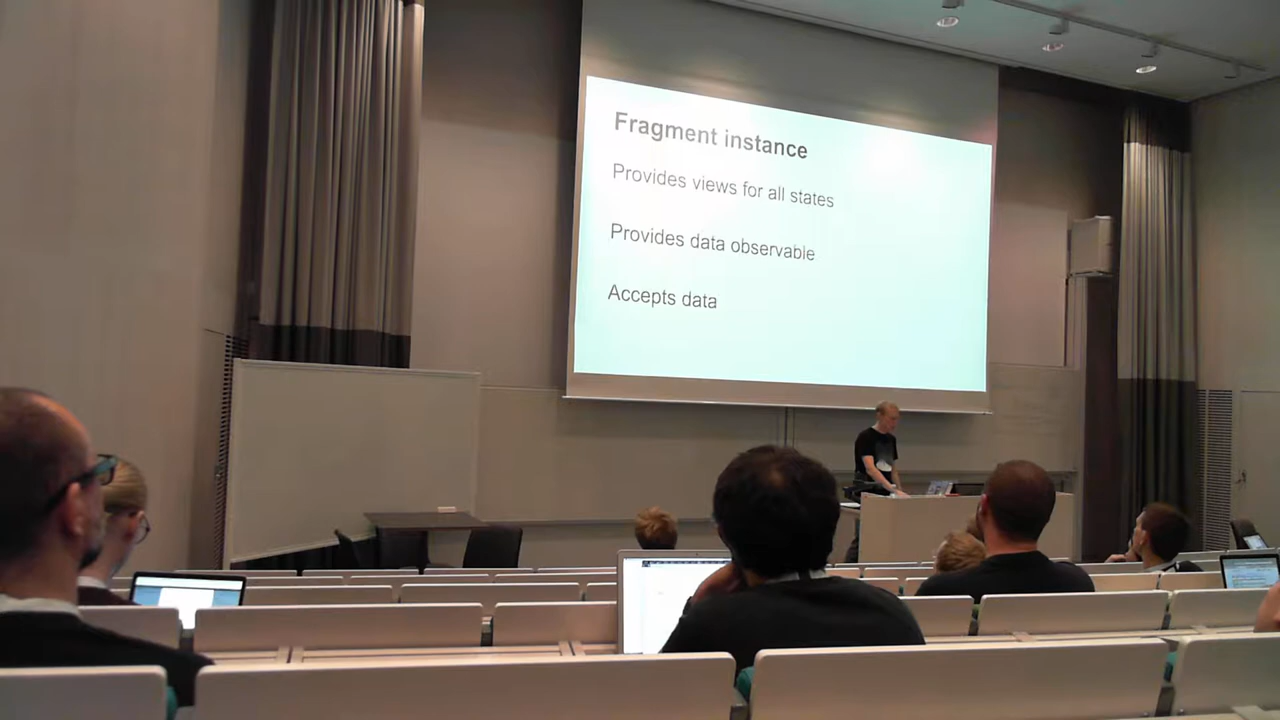 Fragment instance
Provides views for all states
Provides data observable
Accepts data